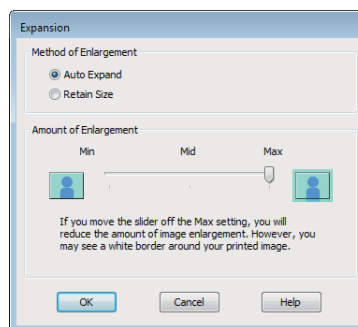 Expansion
Method of Enlargement
Auto Expand
Retain Size
Amount of Enlargement
Min Mid Max
If you move the slider off the Max setting, you will
reduce the amount of image enlargement. However, you
may see a white border around your printed image.
OK Cancel Help